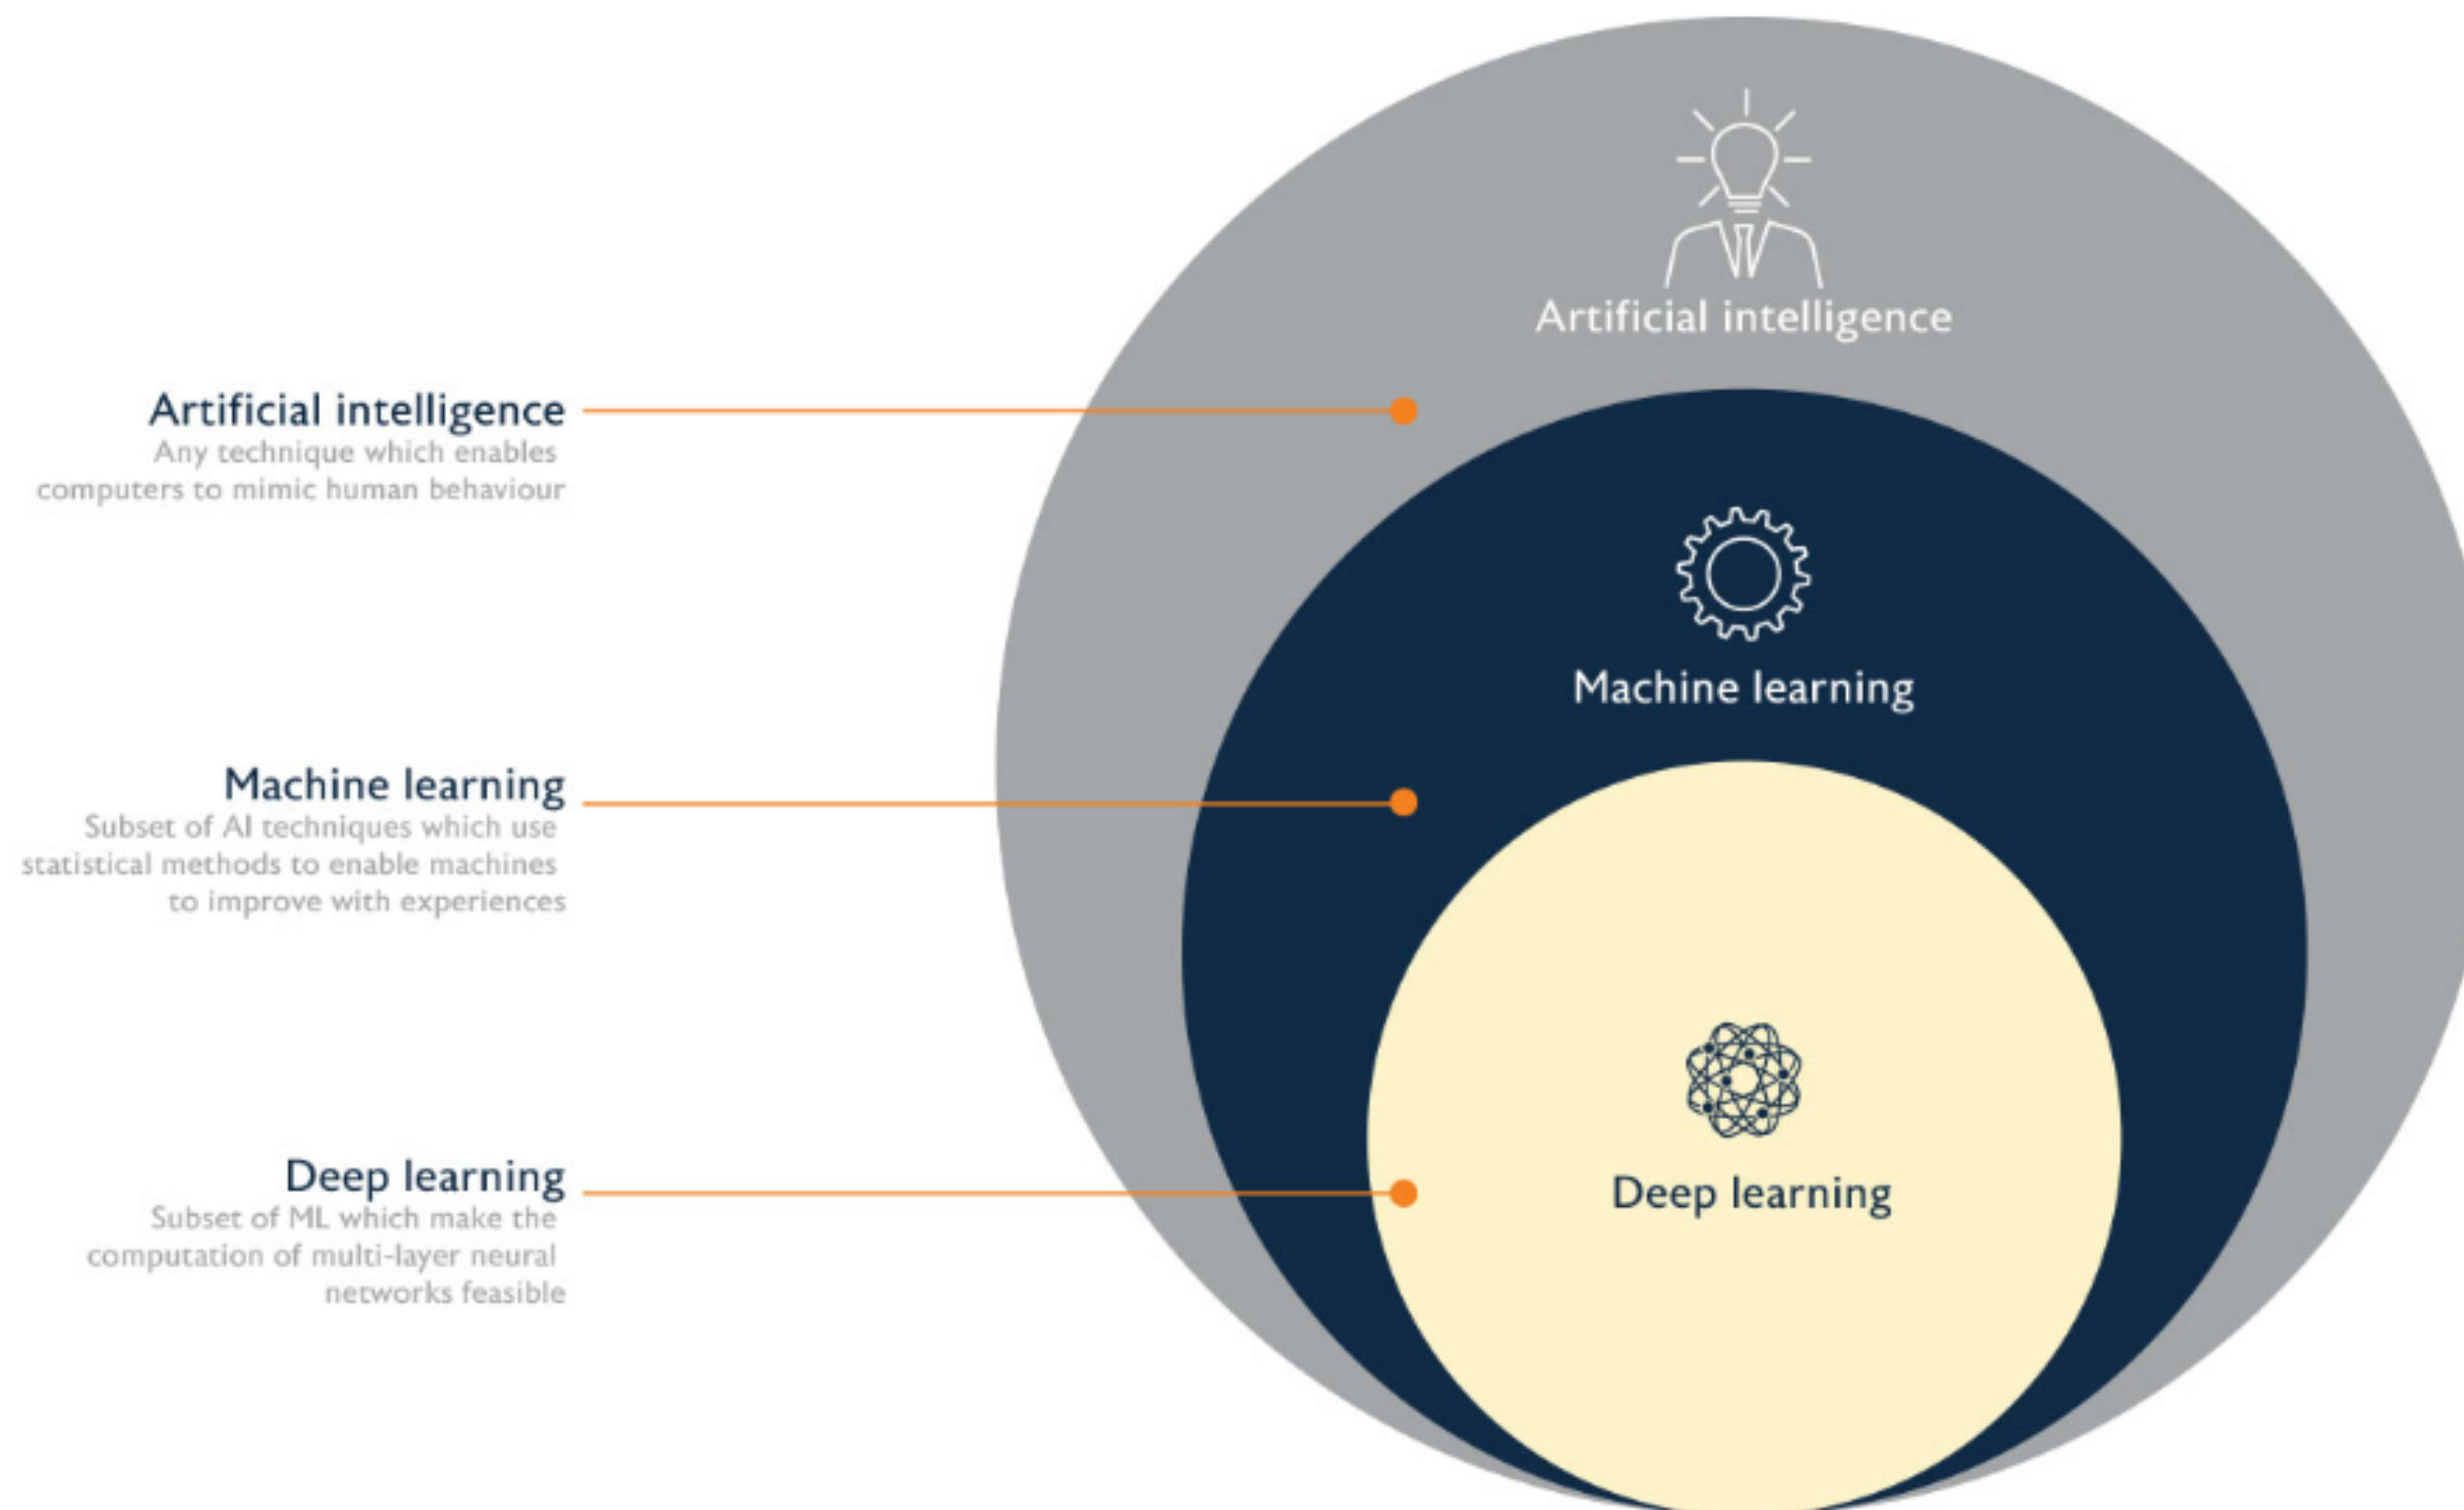 Artificial intelligence
Artificial intelligence
Any technique which enables
computers to mimic human behaviour
Machine learning
Machine learning
Subset of AI techniques which use
statistical methods to enable machines
to improve with experiences
Deep learning
Deep learning
Subset of ML which make the
computation of multi-layer neural
networks feasible